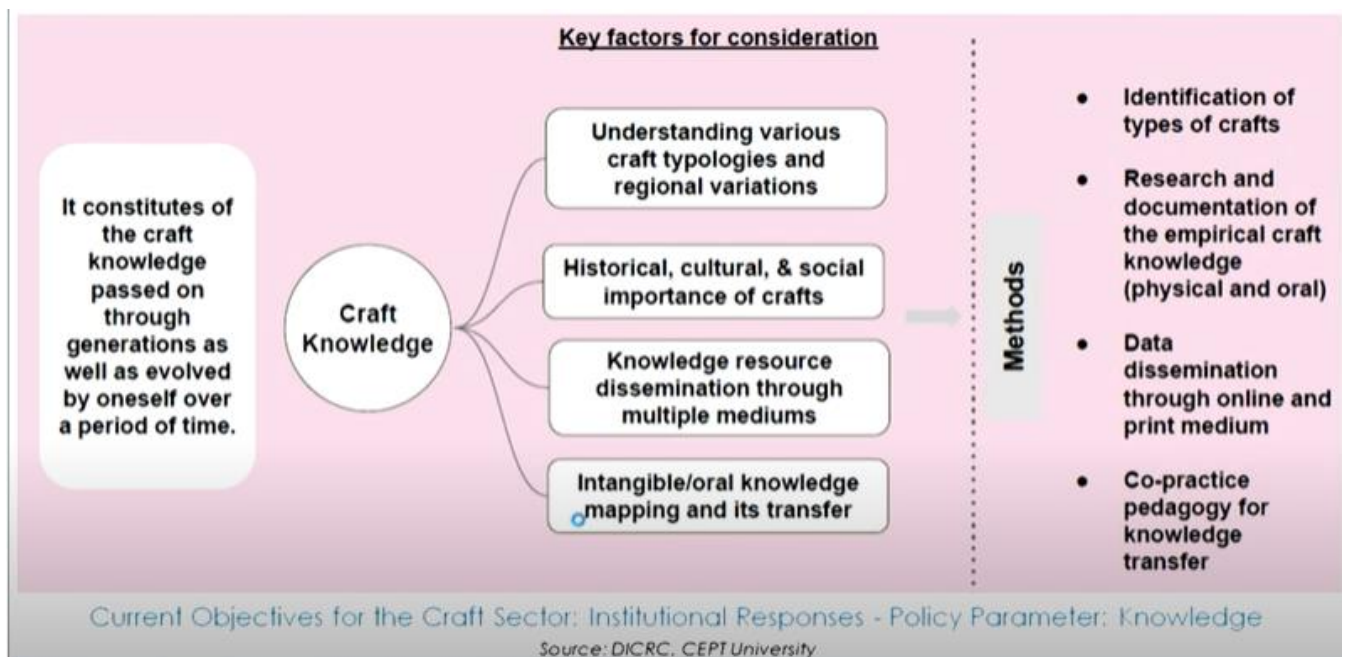 Key factors for consideration
It constitutes of
the craft
knowledge
passed on
through
generations as
well as evolved
by oneself over
a period of time.
Craft
Knowledge
Understanding various
craft typologies and
regional variations
Historical, cultural, & social
importance of crafts
Knowledge resource
dissemination through
multiple mediums
Intangible/oral knowledge
mapping and its transfer
Methods
● Identification of
types of crafts
● Research and
documentation of
the empirical craft
knowledge
(physical and oral)
● Data
dissemination
through online and
print medium
● Co-practice
pedagogy for
knowledge
transfer
Current Objectives for the Craft Sector: Institutional Responses - Policy Parameter: Knowledge
Source: DICRC, CEPT University